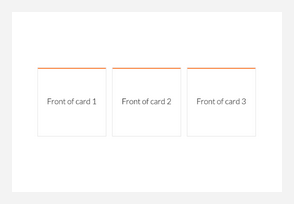 Front of card 1
Front of card 2
Front of card 3